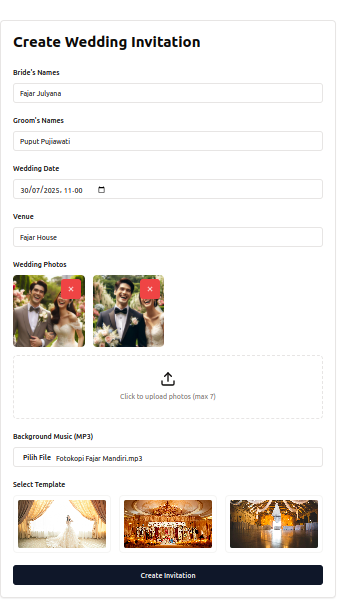 Create Wedding Invitation
Bride's Names
Fajar Julyana
Groom's Names
Puput Pujiawati
Wedding Date
30/07/2025, 11-00
Venue
Fajar House
Wedding Photos
Click to upload photos (max 7)
Background Music (MP3)
Pilih File Fotokopi Fajar Mandiri.mp3
Select Template
Create Invitation